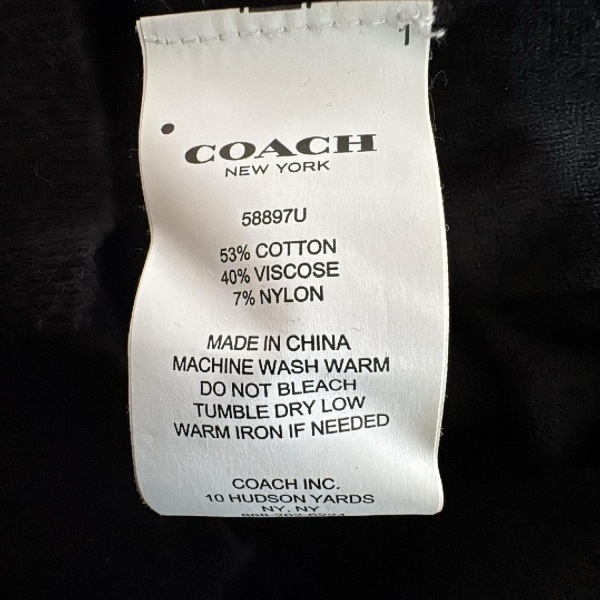 1
COACH
NEW YORK
58897U
53% COTTON
40% VISCOSE
7% NYLON
MADE IN CHINA
MACHINE WASH WARM
DO NOT BLEACH
TUMBLE DRY LOW
WARM IRON IF NEEDED
COACH INC.
10 HUDSON YARDS
NY, NY